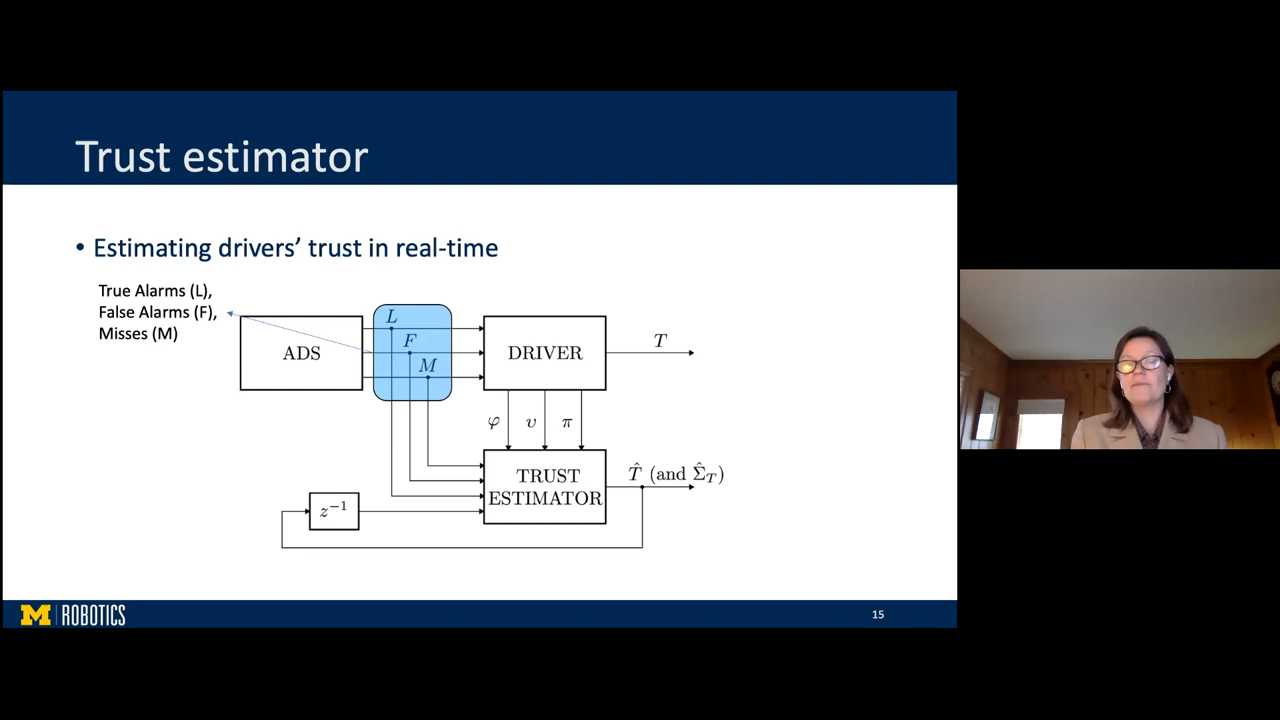 Trust estimator
• Estimating drivers’ trust in real-time
True Alarms (L),
False Alarms (F),
Misses (M)
ADS
L
F
M
DRIVER
T
φ υ π
TRUST
ESTIMATOR
T̂ (and Σ̂_T)
z⁻¹
M ROBOTICS
15